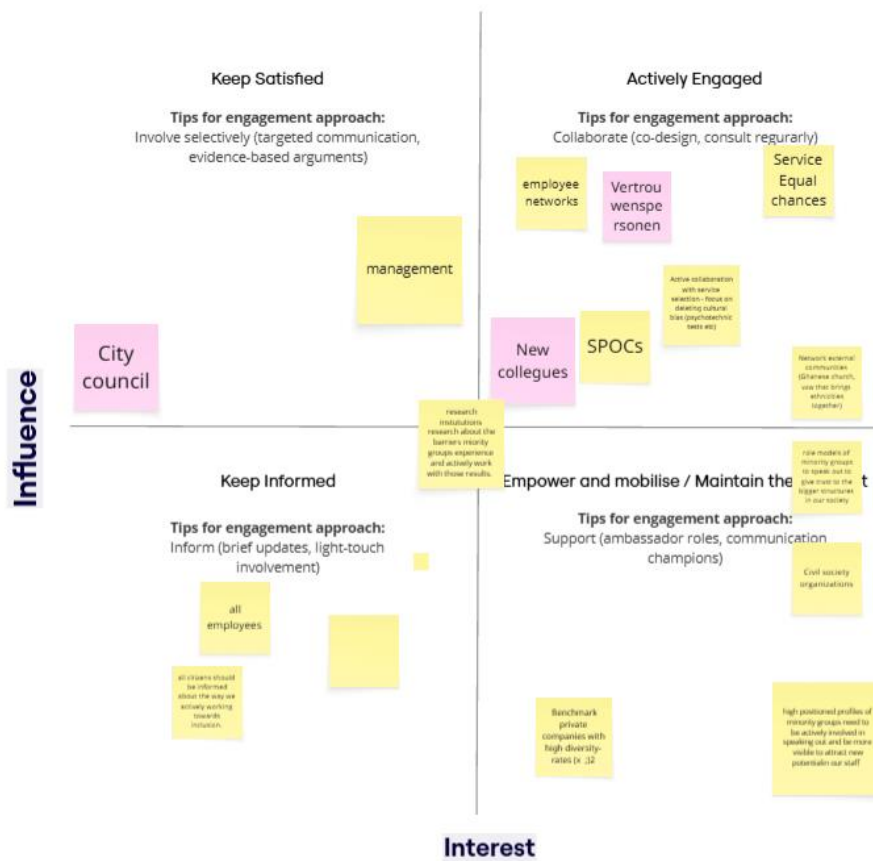 Keep Satisfied
Tips for engagement approach:
Involve selectively (targeted communication,
evidence-based arguments)
management
City
council
Actively Engaged
Tips for engagement approach:
Collaborate (co-design, consult regurarly)
employee
networks
Vertrou
wenspe
rsonen
Service
Equal
chances
Active collaboration
with service
selection - focus on
deleting cultural
bias (psychotechnic
tests etc)
New
collegues
SPOCs
Network external
communities
(Ghanese church,
vzw that brings
ethnicities
together)
research
instututions
research about the
barriers miority
groups experience
and actively work
with those results.
Influence
Keep Informed
Tips for engagement approach:
Inform (brief updates, light-touch
involvement)
all
employees
all citizens should
be informed
about the way we
actively working
towards
inclusion.
Empower and mobilise / Maintain the
Tips for engagement approach:
Support (ambassador roles, communication
champions)
role models of
minority groups
to speak out to
give trust to the
bigger structures
in our society
Civil society
organizations
Benchmark
private
companies with
high diversity-
rates (x ;)2
high positioned profiles of
minority groups need to
be actively involved in
speaking out and be more
visible to attract new
potentialin our staff
Interest